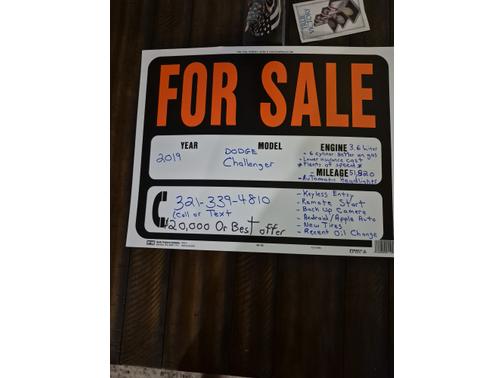 FOR SALE
YEAR MODEL ENGINE 3.6 Liter
2019 DODGE Challenger
- 6 cylinder better on gas
- Lower insurance cost
* Plenty of speed *
MILEAGE 51,820
- Automatic headlights
321-339-4810
Call or Text
$20,000 Or Best offer
- Keyless Entry
- Remote Start
- Back Up Camera
- Android/Apple Auto
- New Tires
- Recent Oil Change